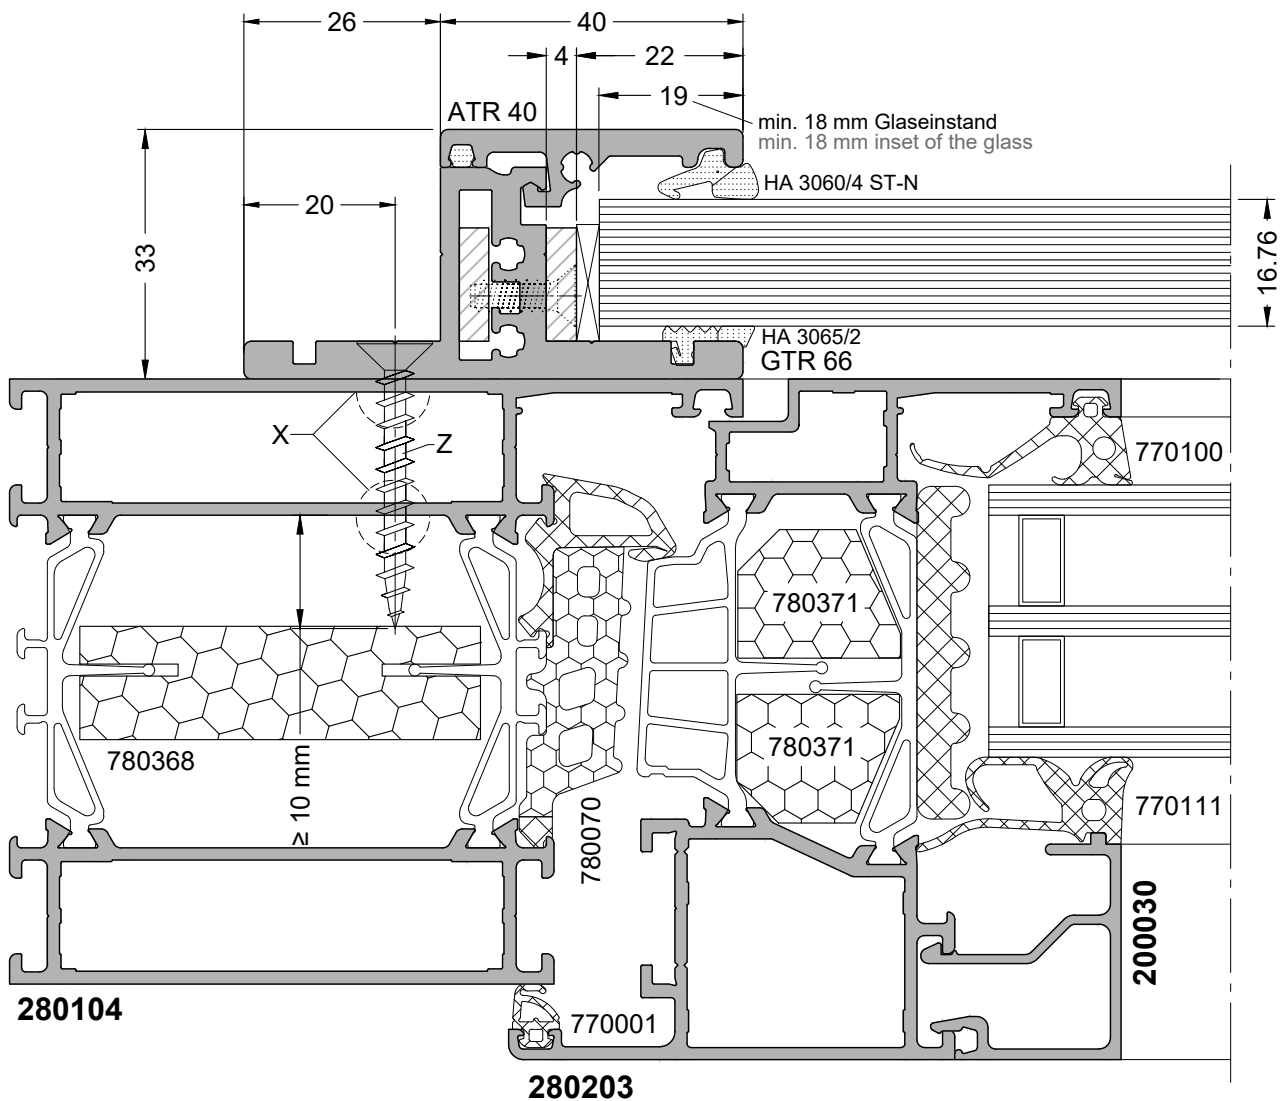 26
40
4
22
19
ATR 40
min. 18 mm Glaseinstand
min. 18 mm inset of the glass
HA 3060/4 ST-N
20
33
16.76
HA 3065/2
GTR 66
X
Z
770100
780371
780371
780368
≥ 10 mm
780070
770111
200030
280104
770001
280203